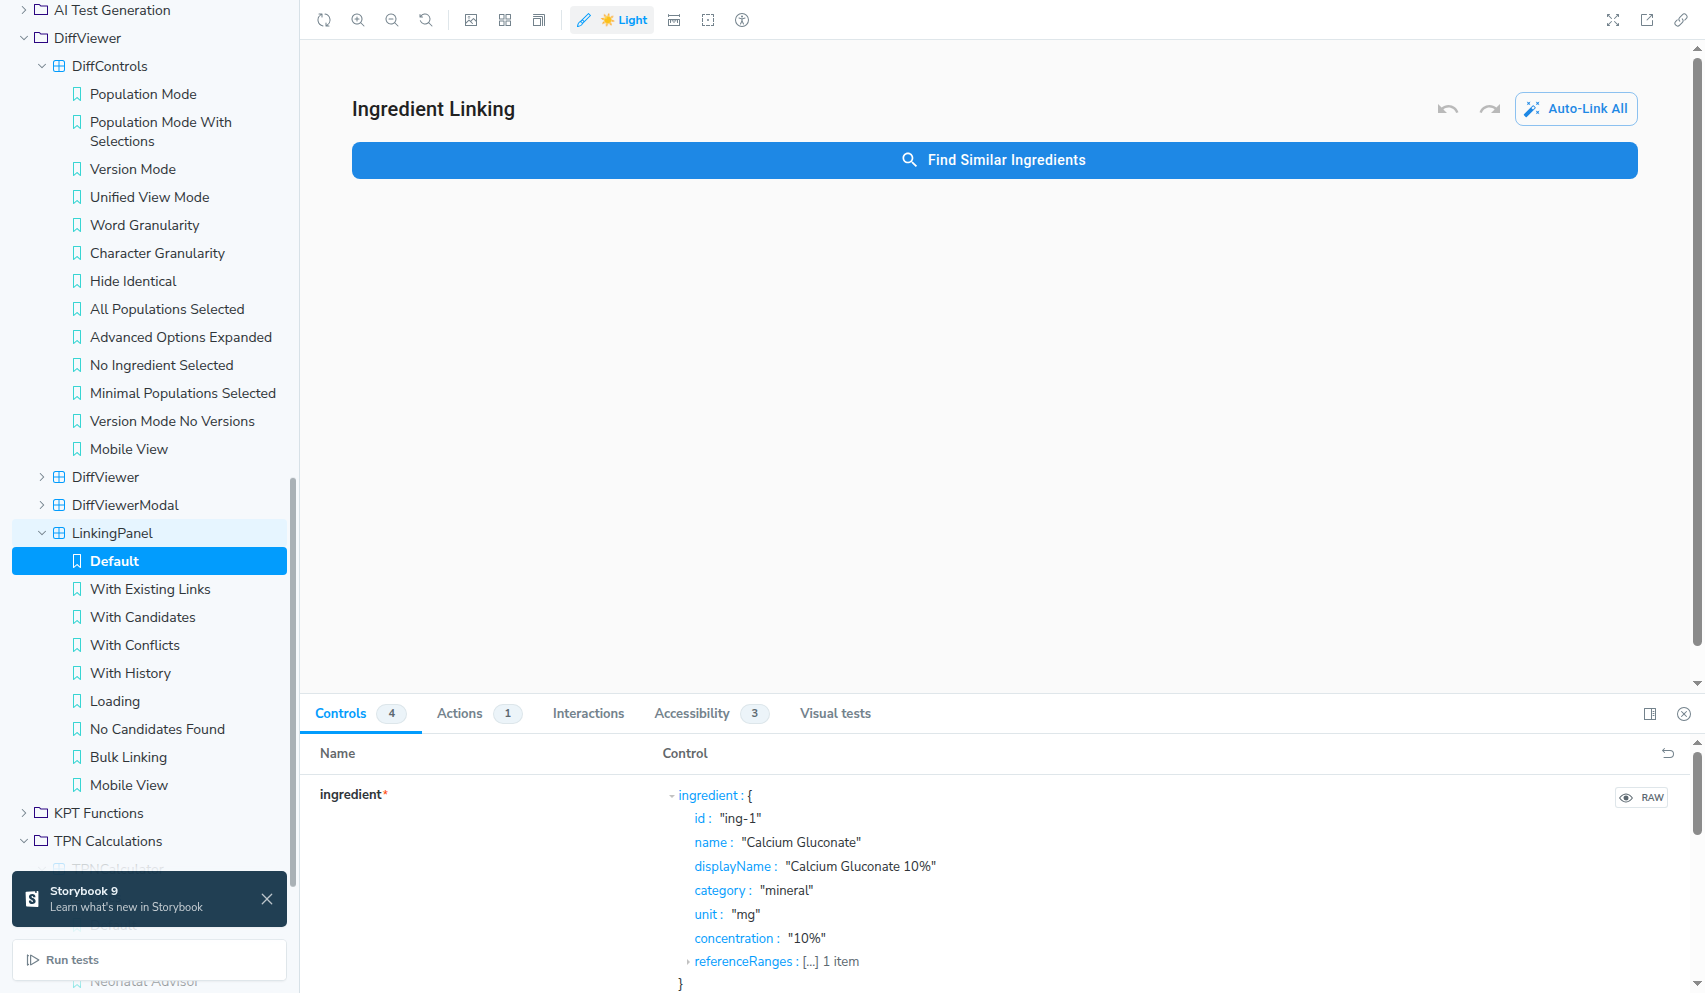 AI Test Generation
DiffViewer
DiffControls
Population Mode
Population Mode With
Selections
Version Mode
Unified View Mode
Word Granularity
Character Granularity
Hide Identical
All Populations Selected
Advanced Options Expanded
No Ingredient Selected
Minimal Populations Selected
Version Mode No Versions
Mobile View
DiffViewer
DiffViewerModal
LinkingPanel
Default
With Existing Links
With Candidates
With Conflicts
With History
Loading
No Candidates Found
Bulk Linking
Mobile View
KPT Functions
TPN Calculations
TPNCalculator
Storybook 9
Learn what's new in Storybook
Default
Run tests
Neonatal Advisor
Light
Ingredient Linking
Auto-Link All
Find Similar Ingredients
Controls 4 Actions 1 Interactions Accessibility 3 Visual tests
Name Control
ingredient* ingredient : {
RAW
id : "ing-1"
name : "Calcium Gluconate"
displayName : "Calcium Gluconate 10%"
category : "mineral"
unit : "mg"
concentration : "10%"
referenceRanges : [...] 1 item
}